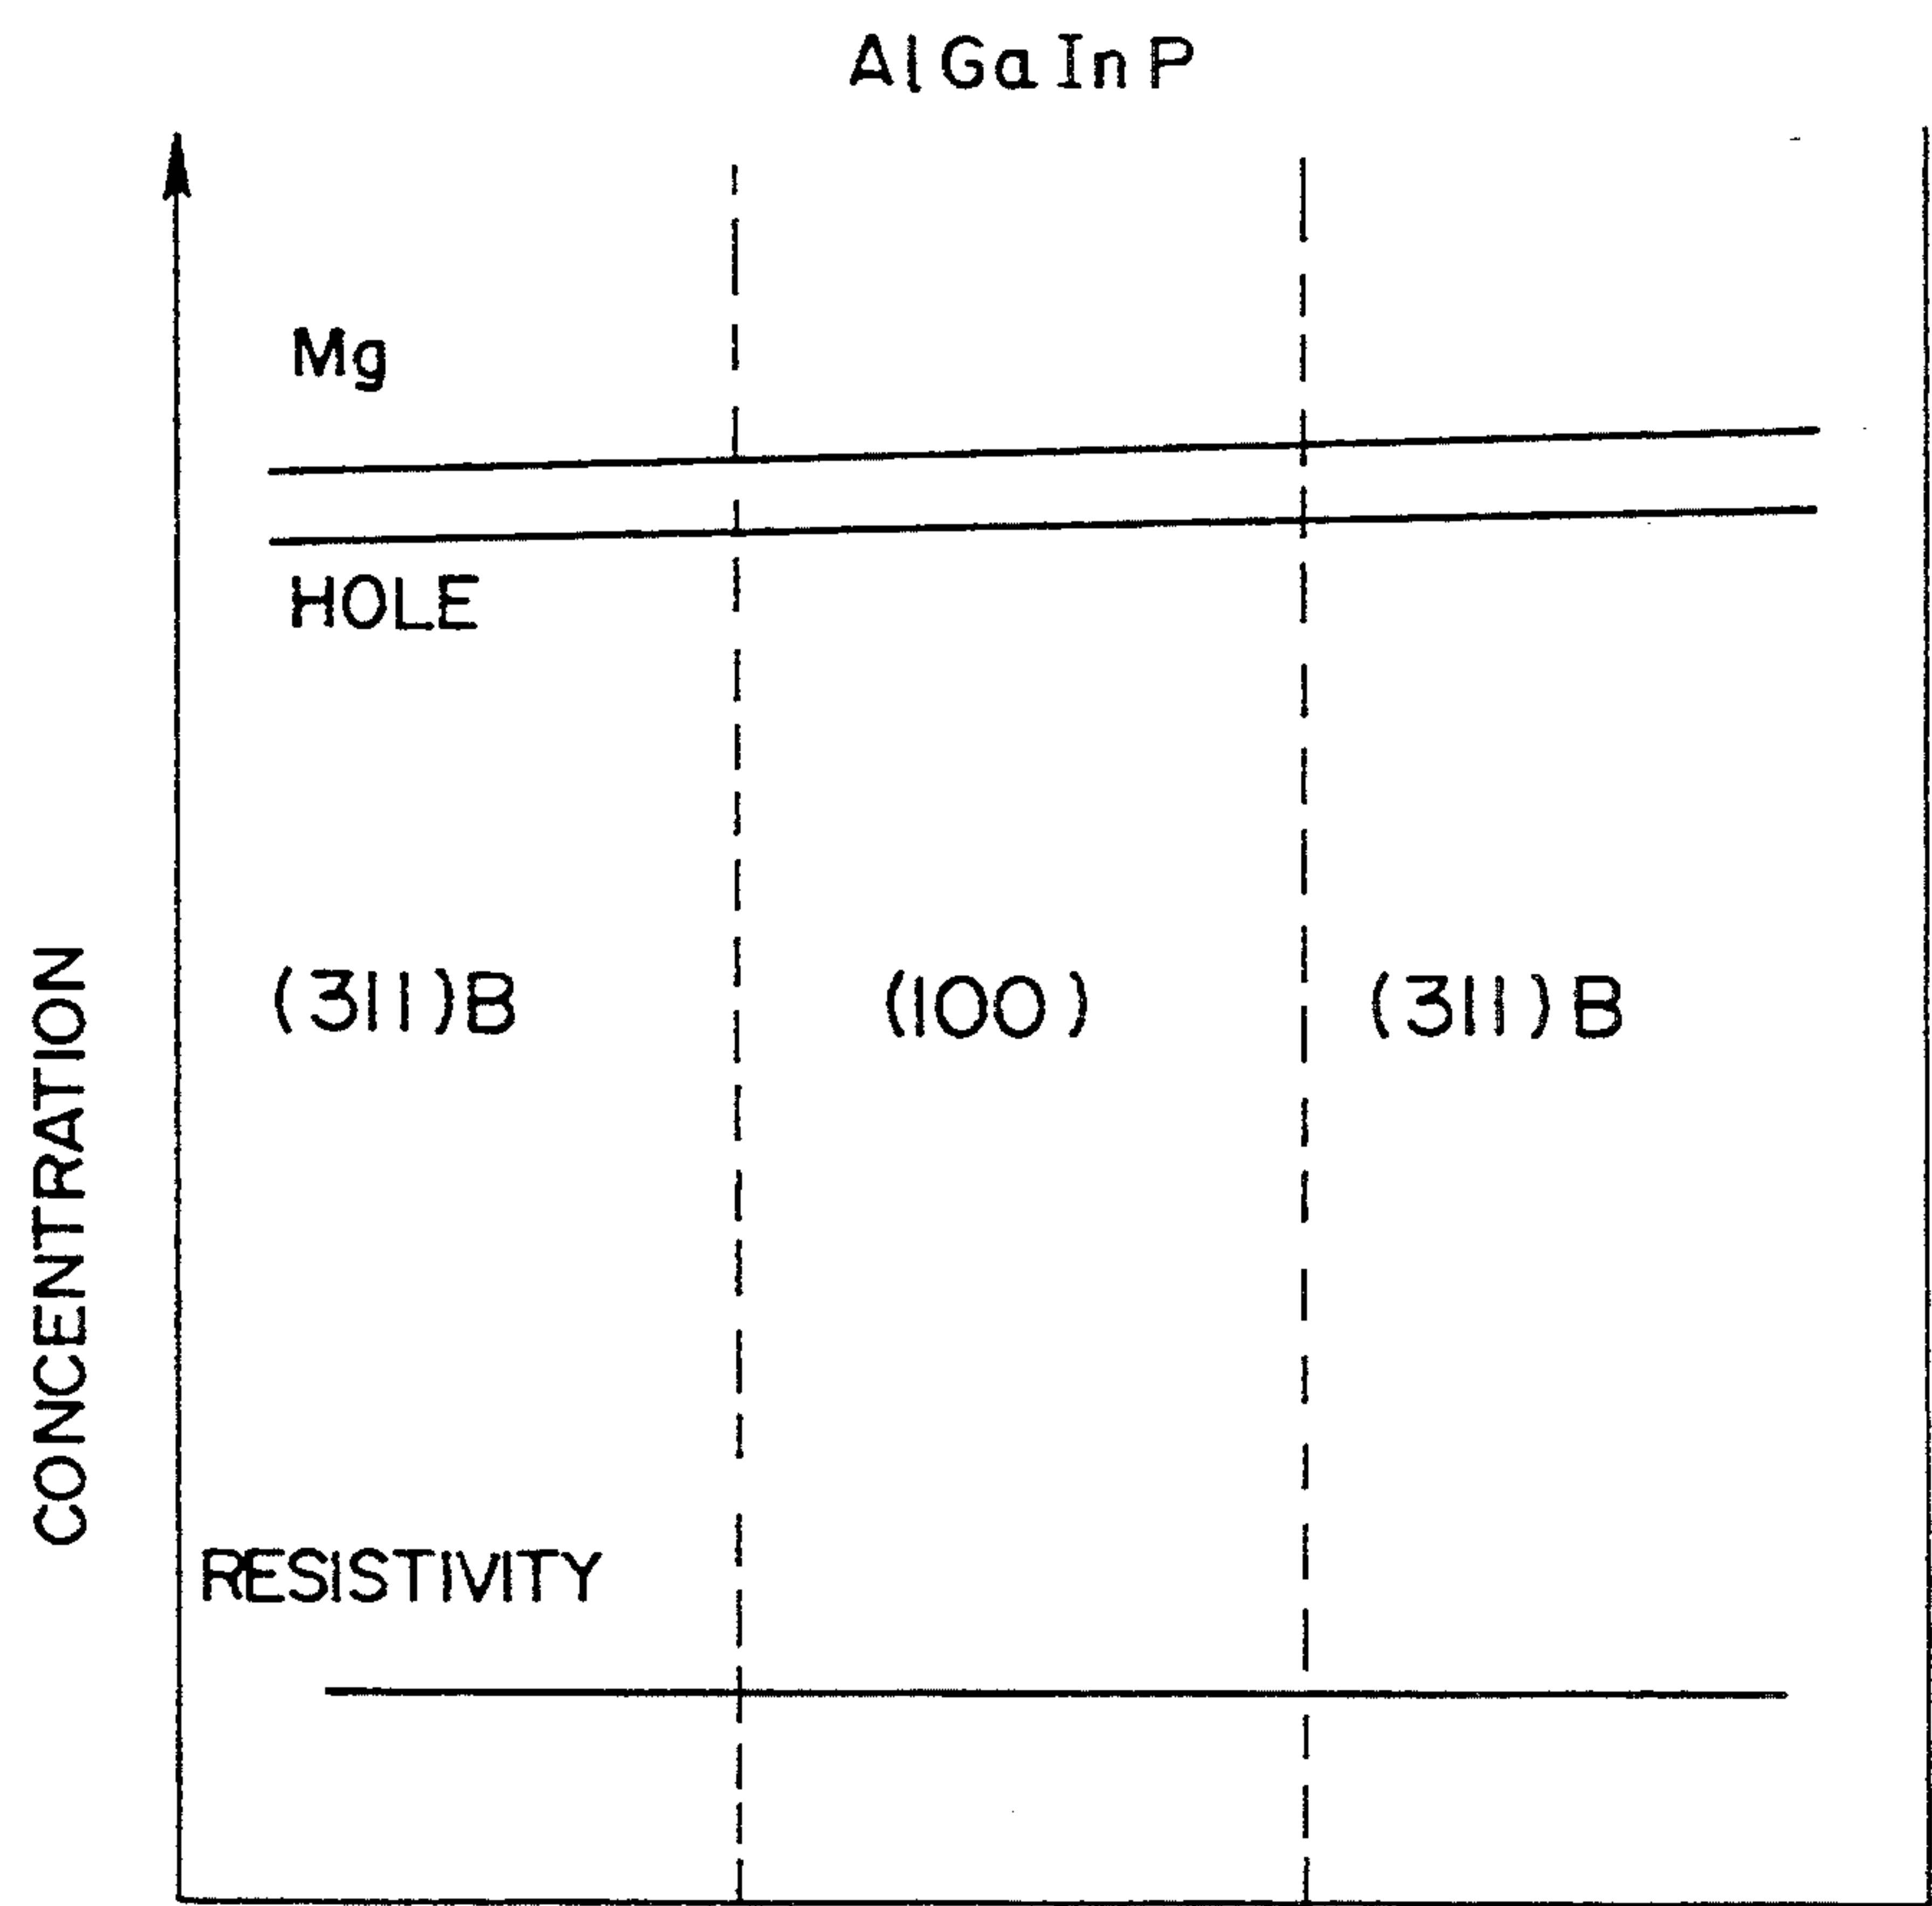 AlGaInP
Mg
HOLE
(311)B
(100)
(311)B
CONCENTRATION
RESISTIVITY